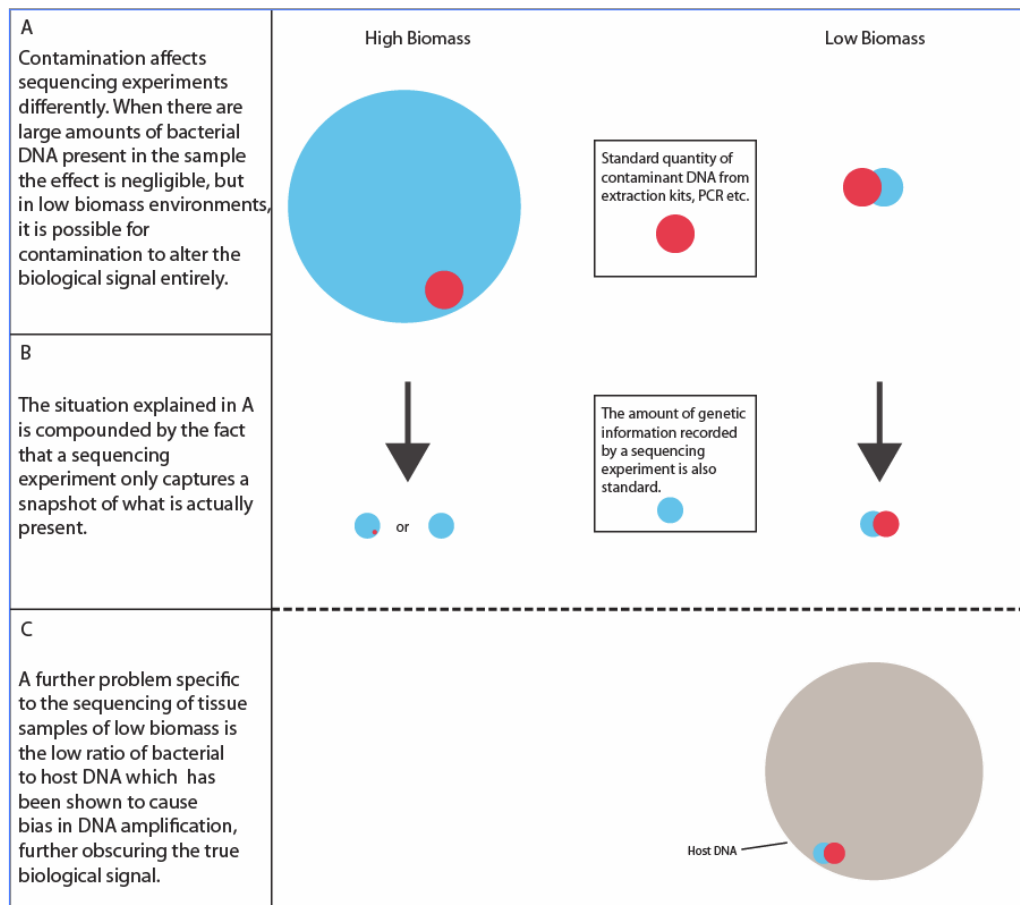 A
Contamination affects
sequencing experiments
differently. When there are
large amounts of bacterial
DNA present in the sample
the effect is negligible, but
in low biomass environments,
it is possible for
contamination to alter the
biological signal entirely.
High Biomass
Low Biomass
Standard quantity of
contaminant DNA from
extraction kits, PCR etc.
B
The situation explained in A
is compounded by the fact
that a sequencing
experiment only captures a
snapshot of what is actually
present.
or
The amount of genetic
information recorded
by a sequencing
experiment is also
standard.
C
A further problem specific
to the sequencing of tissue
samples of low biomass is
the low ratio of bacterial
to host DNA which has
been shown to cause
bias in DNA amplification,
further obscuring the true
biological signal.
Host DNA